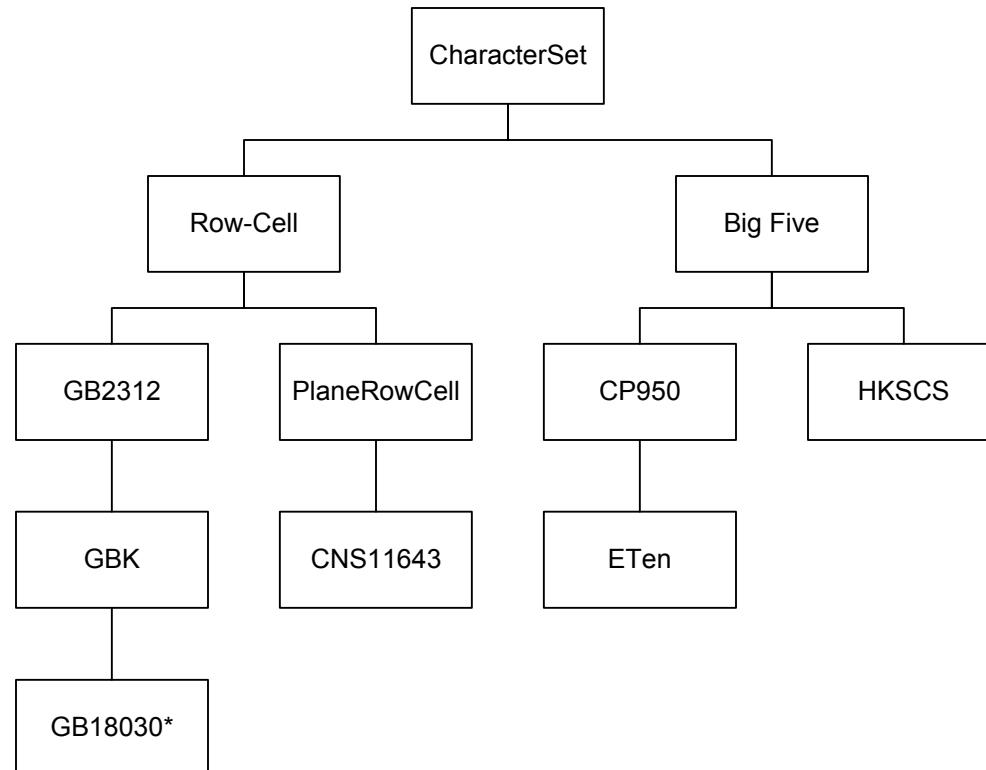 CharacterSet
Row-Cell
Big Five
GB2312
PlaneRowCell
CP950
HKSCS
GBK
CNS11643
ETen
GB18030*